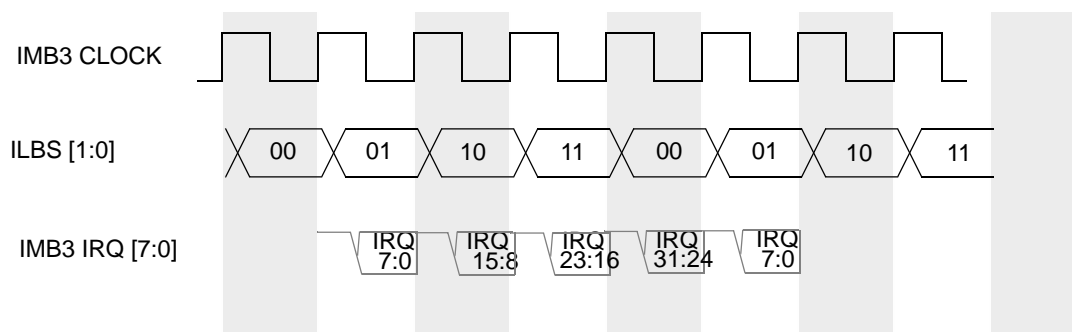 IMB3 CLOCK
ILBS [1:0]
00 01 10 11 00 01 10 11
IMB3 IRQ [7:0]
IRQ IRQ IRQ IRQ IRQ
7:0 15:8 23:16 31:24 7:0